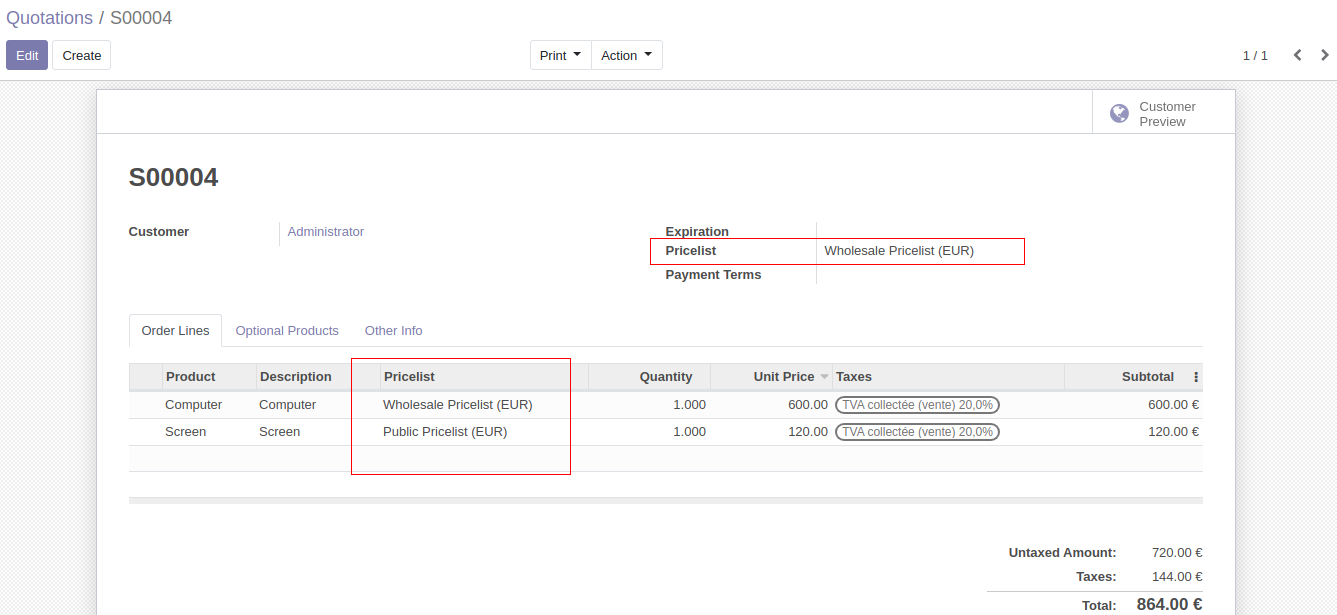 Quotations / S00004
Edit Create Print Action 1 / 1
Customer
Preview
S00004
Customer Administrator Expiration
Pricelist Wholesale Pricelist (EUR)
Payment Terms
Order Lines Optional Products Other Info
Product Description Pricelist Quantity Unit Price Taxes Subtotal
Computer Computer Wholesale Pricelist (EUR) 1.000 600.00 TVA collectée (vente) 20,0% 600.00 €
Screen Screen Public Pricelist (EUR) 1.000 120.00 TVA collectée (vente) 20,0% 120.00 €
Untaxed Amount: 720.00 €
Taxes: 144.00 €
Total: 864.00 €